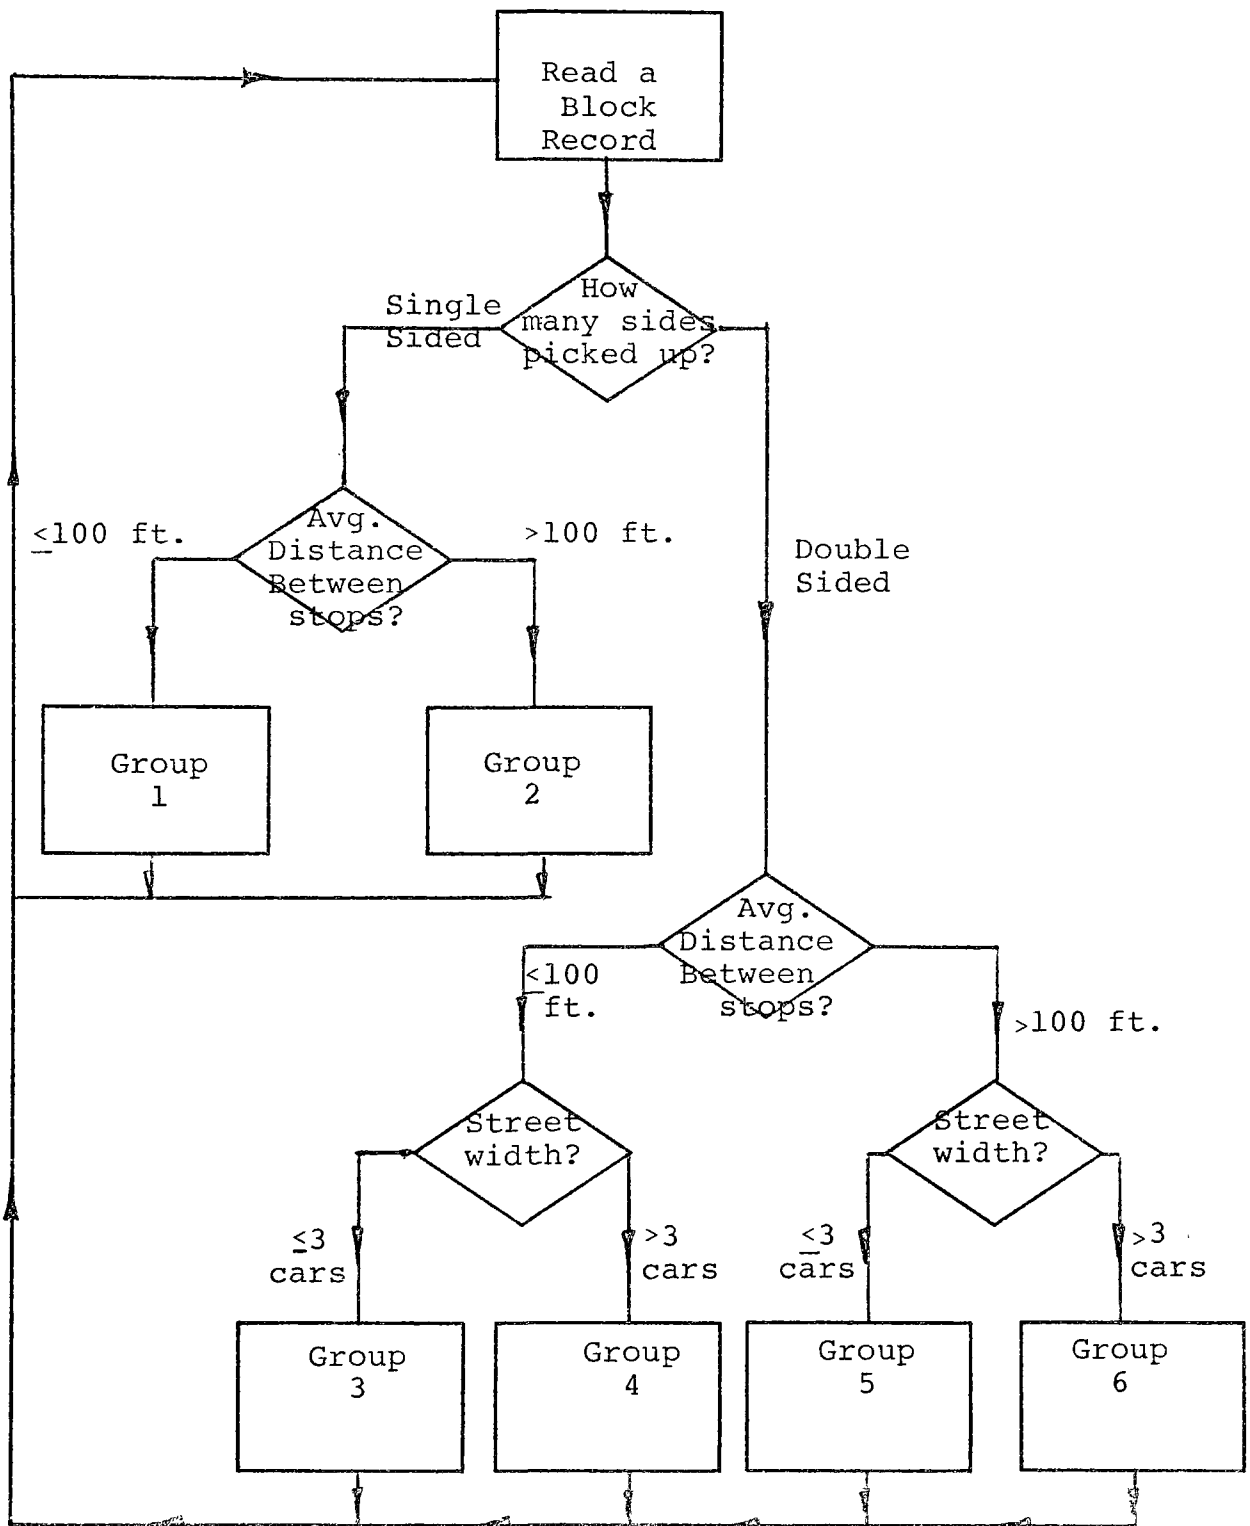 Read a
Block
Record
Single
Sided
How
many sides
picked up?
≤100 ft.
Avg.
Distance
Between
stops?
>100 ft.
Double
Sided
Group
1
Group
2
Avg.
Distance
Between
stops?
≤100
ft.
>100 ft.
Street
width?
Street
width?
≤3
cars
>3
cars
≤3
cars
>3
cars
Group
3
Group
4
Group
5
Group
6